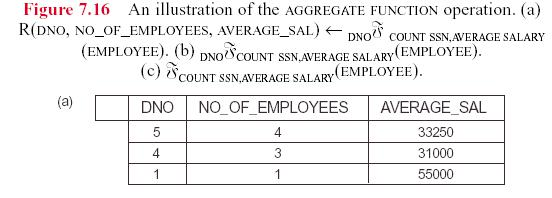 Figure 7.16 An illustration of the AGGREGATE FUNCTION operation. (a)
R(DNO, NO_OF_EMPLOYEES, AVERAGE_SAL) ← DNO ℱ COUNT SSN,AVERAGE SALARY
(EMPLOYEE). (b) DNO ℱ COUNT SSN,AVERAGE SALARY(EMPLOYEE).
(c) ℱ COUNT SSN,AVERAGE SALARY(EMPLOYEE).
(a) DNO NO_OF_EMPLOYEES AVERAGE_SAL
5 4 33250
4 3 31000
1 1 55000